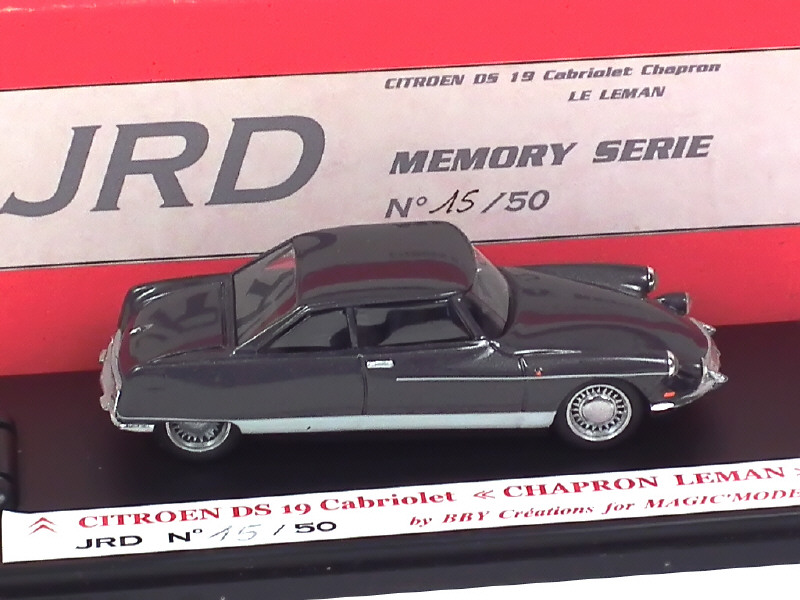 CITROEN DS 19 Cabriolet Chapron
LE LEMAN
JRD
MEMORY SERIE
N° 15/50
CITROEN DS 19 Cabriolet « CHAPRON LEMAN »
JRD N° 15/50
by BBY Créations for MAGIC'MODE